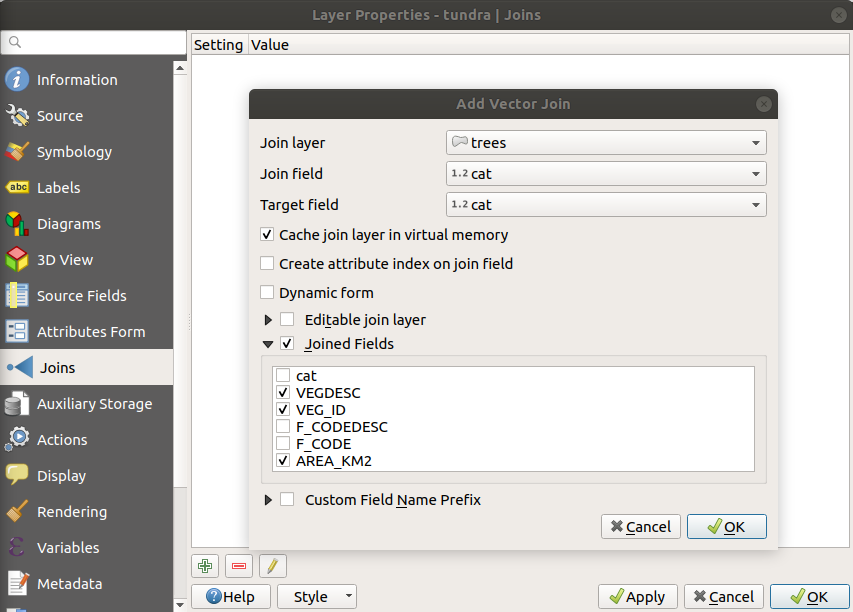 Layer Properties - tundra | Joins
Setting Value
Information
Source
Symbology
abc Labels
Diagrams
3D View
Source Fields
Attributes Form
Joins
Auxiliary Storage
Actions
Display
Rendering
Variables
Metadata
Add Vector Join
Join layer trees
Join field 1.2 cat
Target field 1.2 cat
Cache join layer in virtual memory
Create attribute index on join field
Dynamic form
Editable join layer
Joined Fields
cat
VEGDESC
VEG_ID
F_CODEDESC
F_CODE
AREA_KM2
Custom Field Name Prefix
Cancel OK
Help Style Apply Cancel OK